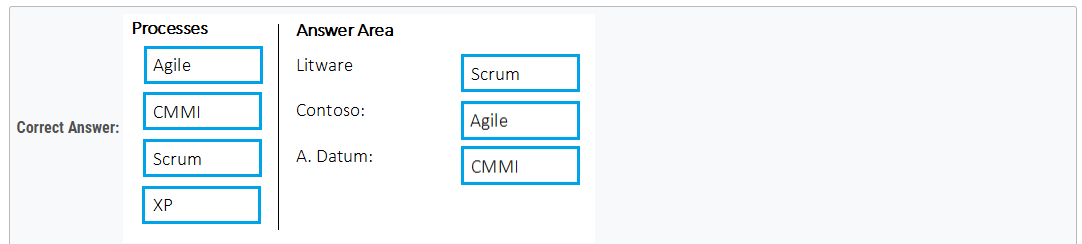 Processes
Answer Area
Agile
Litware
Scrum
CMMI
Contoso:
Agile
Correct Answer:
Scrum
A. Datum:
CMMI
XP